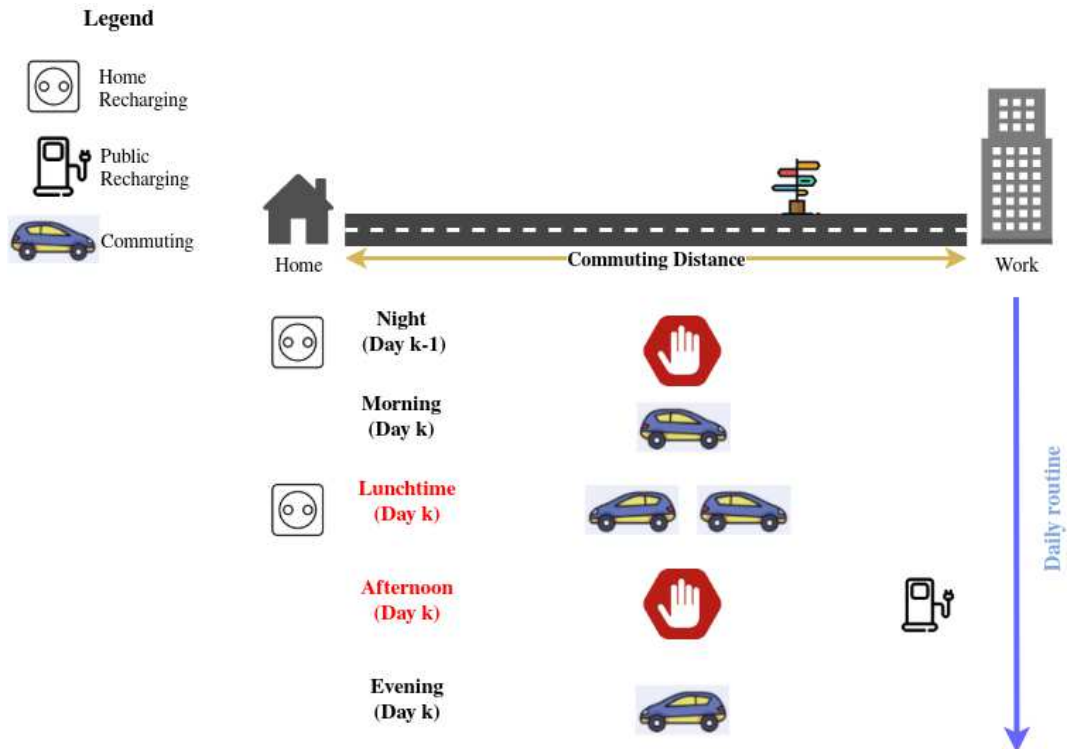 Legend
Home
Recharging
Public
Recharging
Commuting
Home
Commuting Distance
Work
Night
(Day k-1)
Morning
(Day k)
Lunchtime
(Day k)
Afternoon
(Day k)
Evening
(Day k)
Daily routine